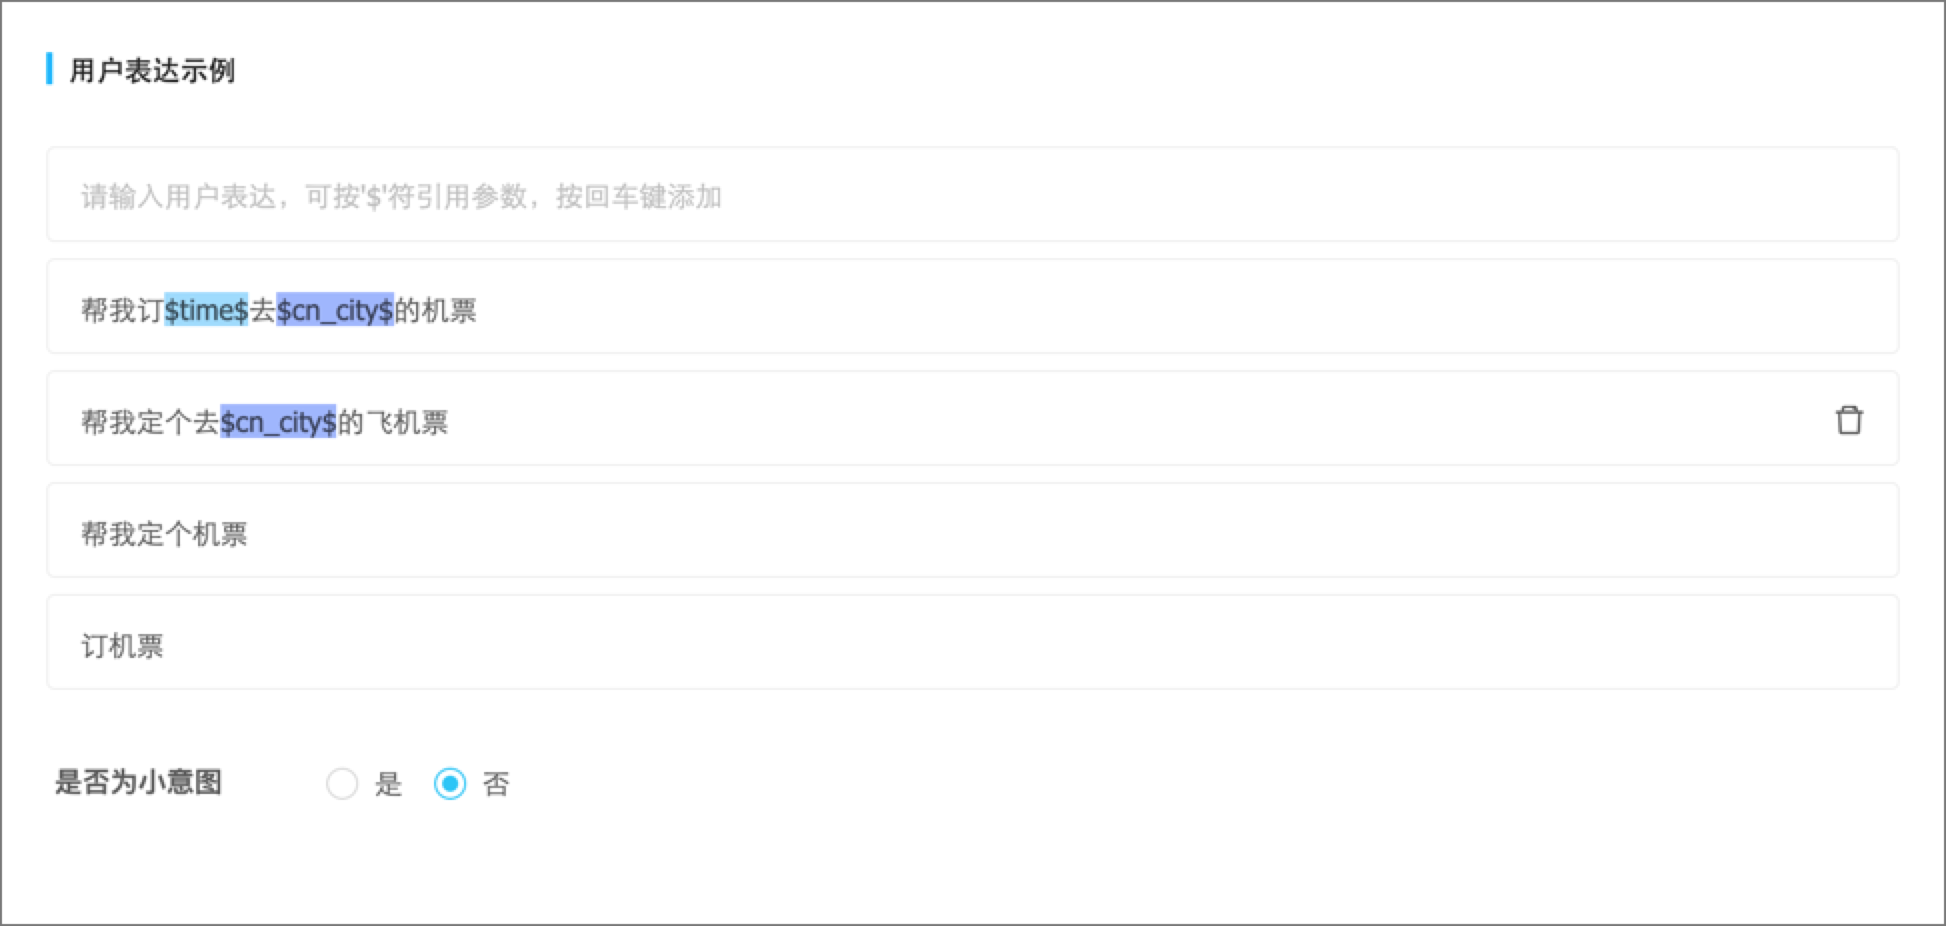 用户表达示例
请输入用户表达，可按'$'符引用参数，按回车键添加
帮我订$time$去$cn_city$的机票
帮我定个去$cn_city$的飞机票
帮我定个机票
订机票
是否为小意图 是 否